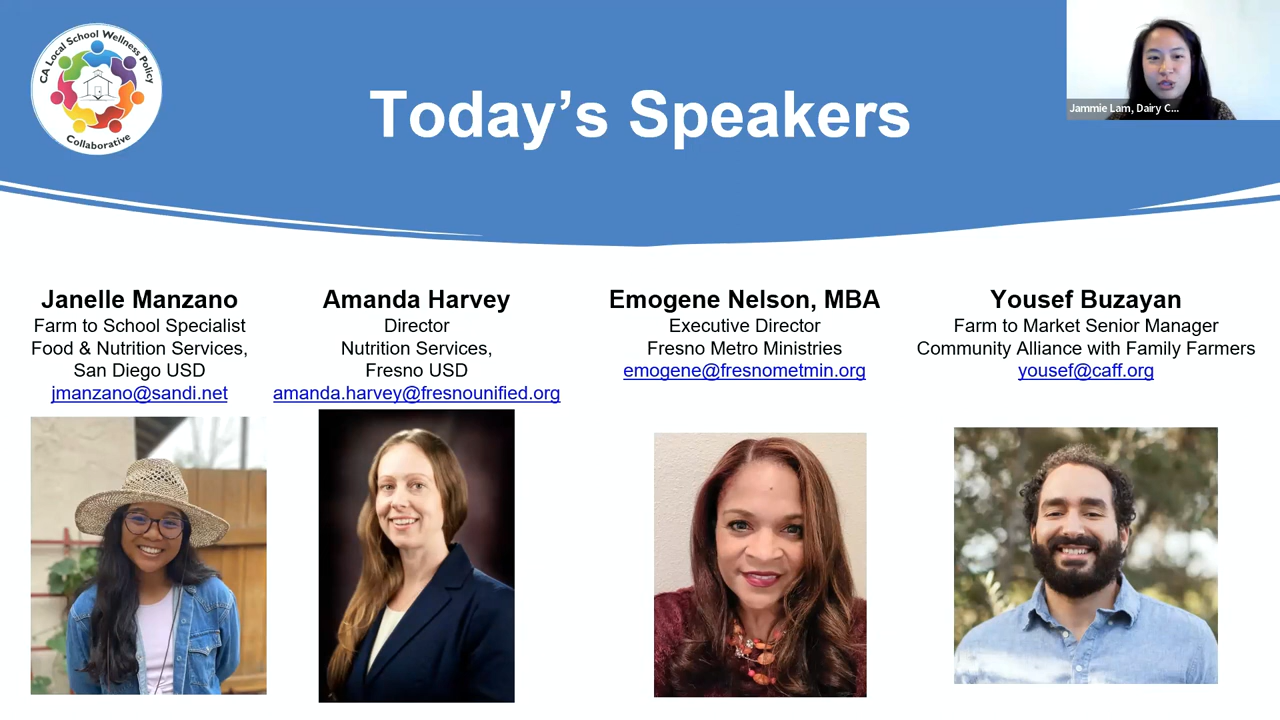 CA Local School Wellness Policy
Collaborative
Today's Speakers
Jammie Lam, Dairy C...
Janelle Manzano
Farm to School Specialist
Food & Nutrition Services,
San Diego USD
jmanzano@sandi.net
Amanda Harvey
Director
Nutrition Services,
Fresno USD
amanda.harvey@fresnounified.org
Emogene Nelson, MBA
Executive Director
Fresno Metro Ministries
emogene@fresnometmin.org
Yousef Buzayan
Farm to Market Senior Manager
Community Alliance with Family Farmers
yousef@caff.org